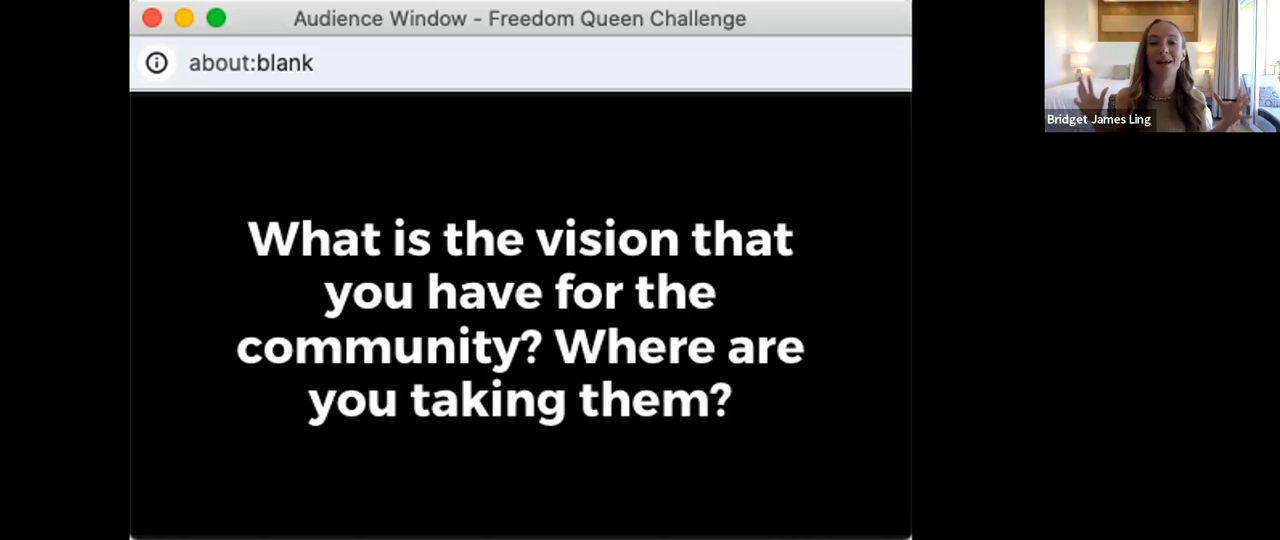 Audience Window - Freedom Queen Challenge
about:blank
What is the vision that
you have for the
community? Where are
you taking them?
Bridget James Ling